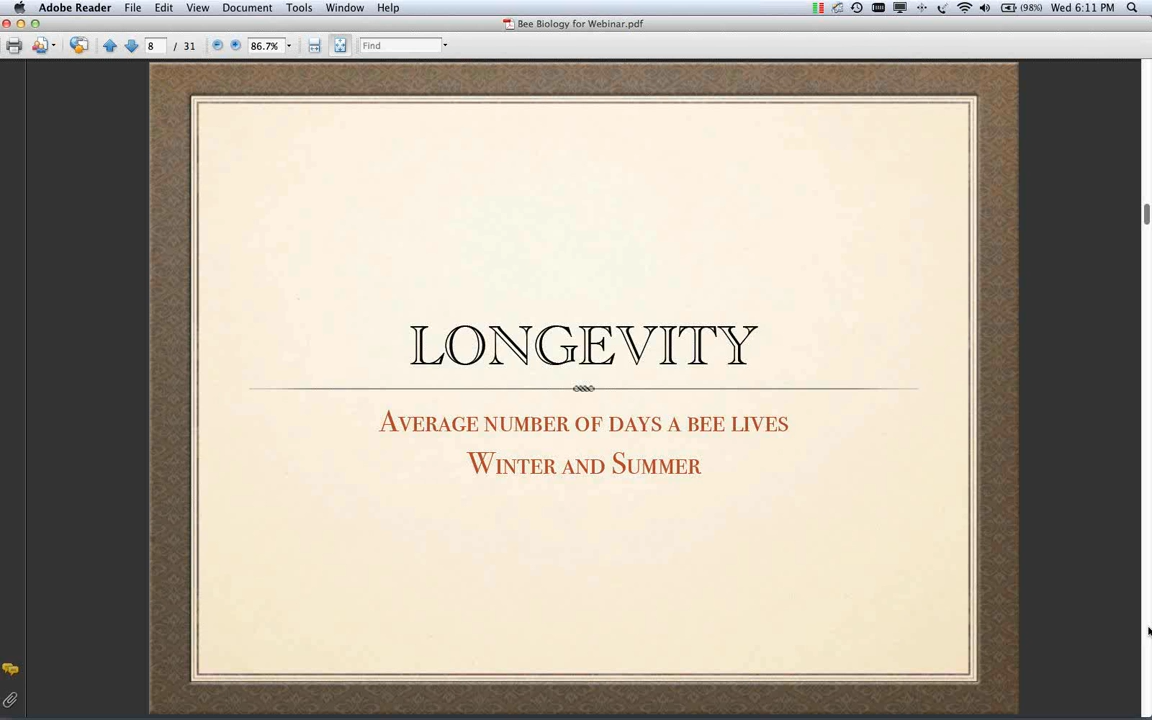 Adobe Reader File Edit View Document Tools Window Help (98%) Wed 6:11 PM
Bee Biology for Webinar.pdf
8 / 31 86.7% Find
LONGEVITY
AVERAGE NUMBER OF DAYS A BEE LIVES
WINTER AND SUMMER